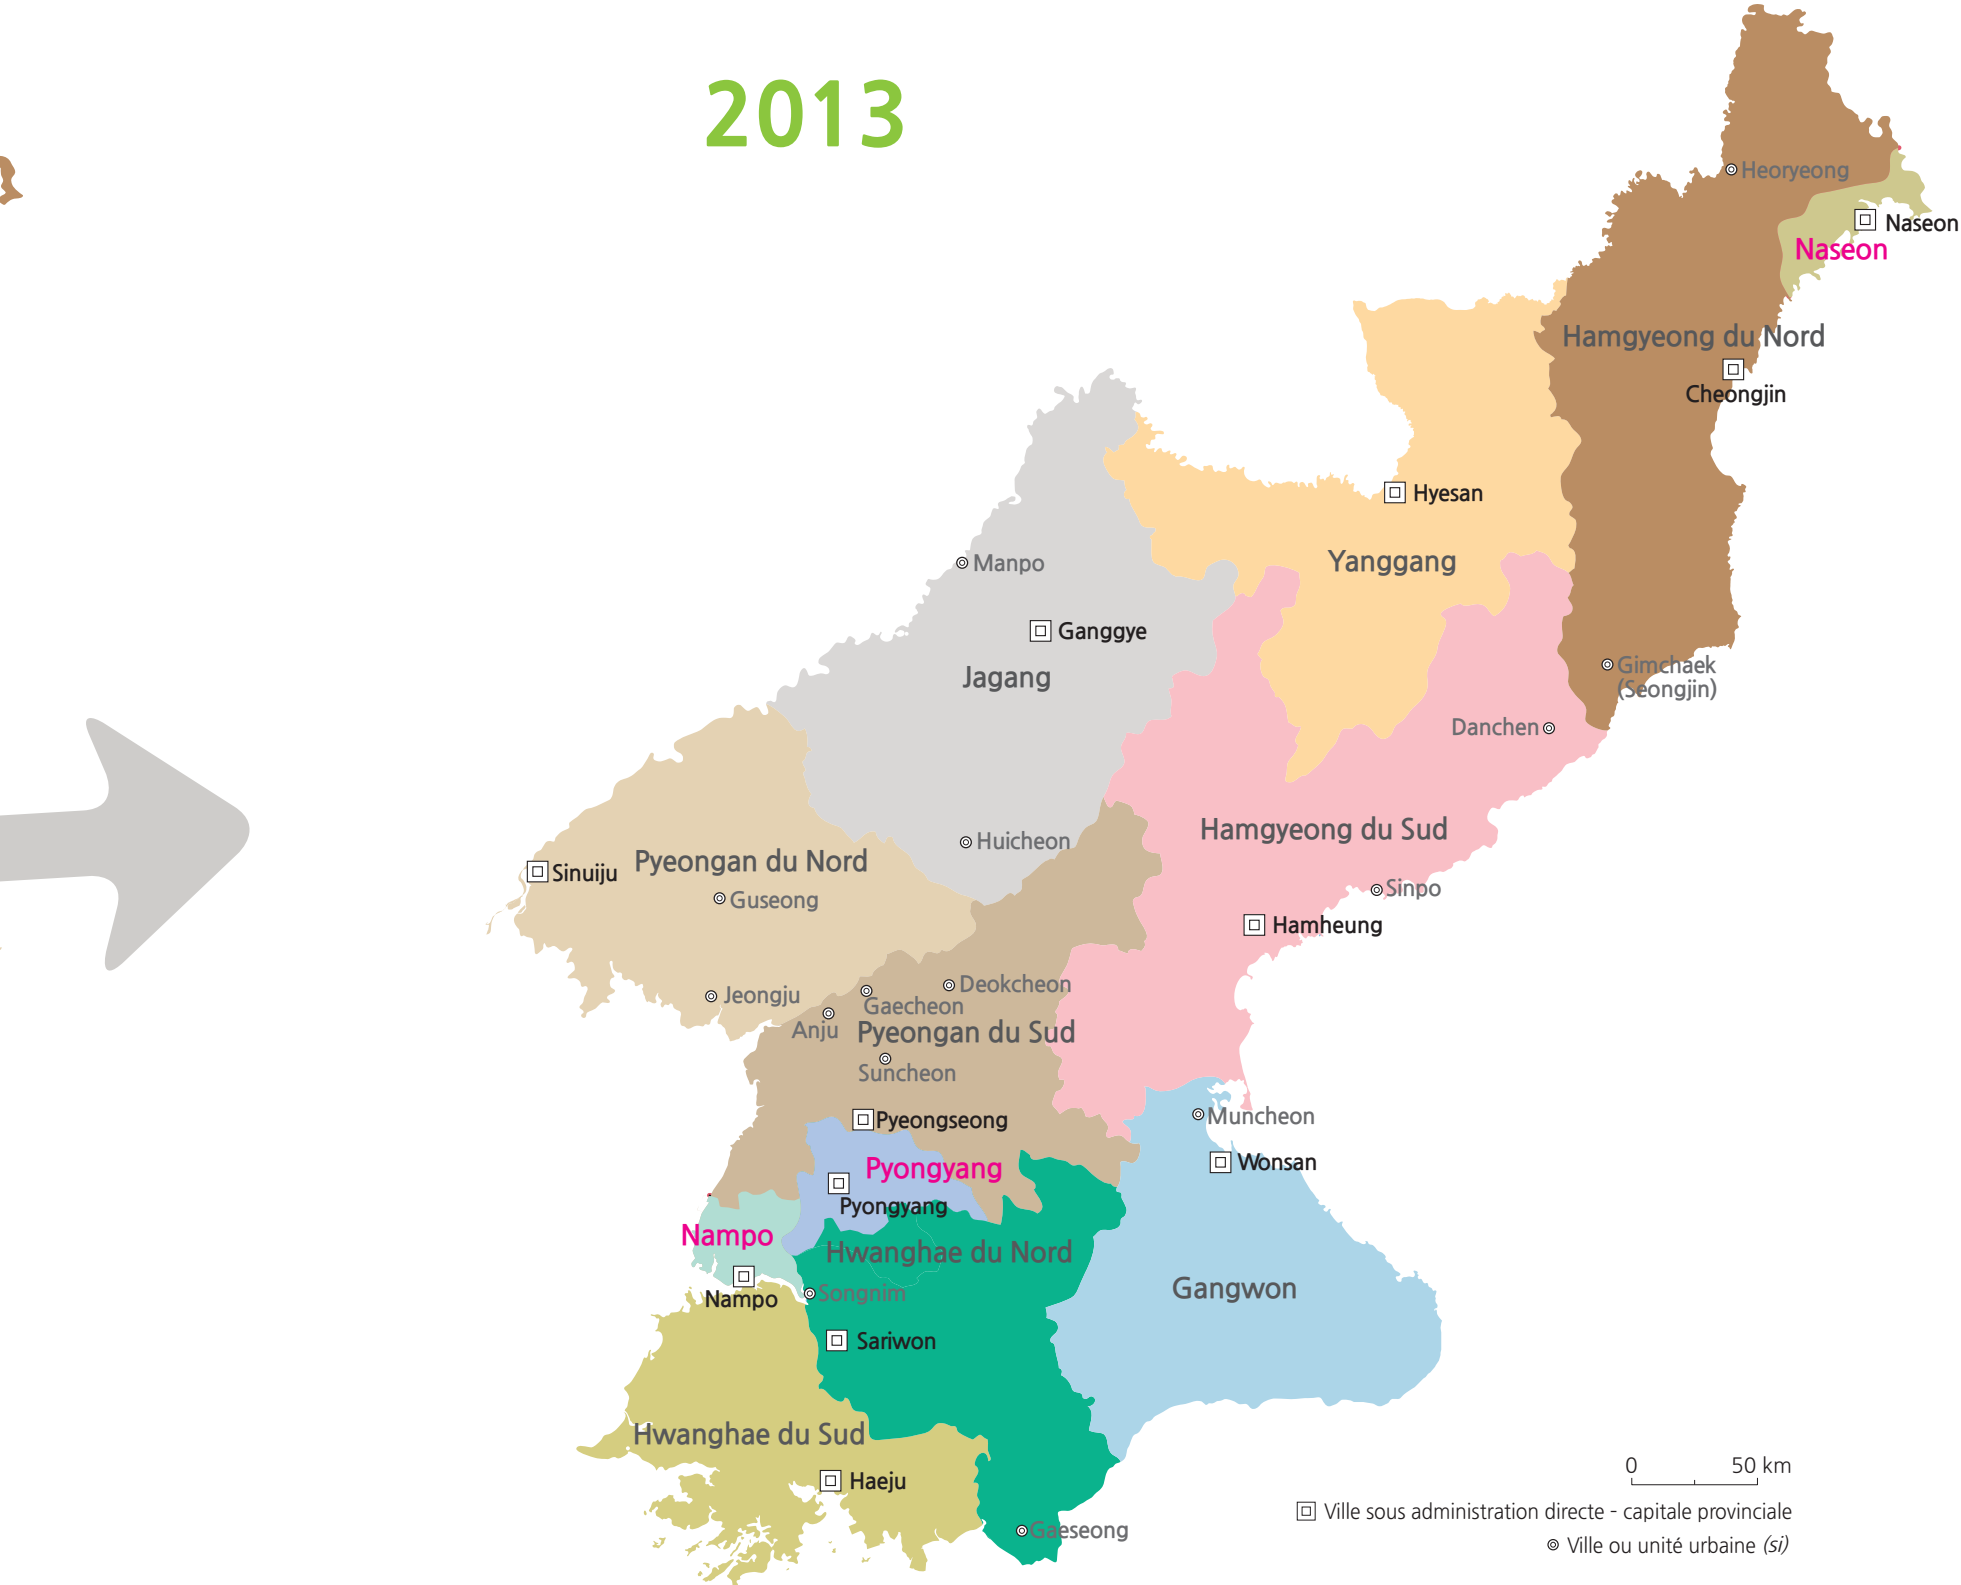 2013
Heoryeong
Naseon
Naseon
Hamgyeong du Nord
Cheongjin
Hyesan
Yanggang
Manpo
Ganggye
Jagang
Gimchaek
(Seongjin)
Danchen
Hamgyeong du Sud
Huicheon
Pyeongan du Nord
Sinuiju
Guseong
Sinpo
Hamheung
Deokcheon
Jeongju
Gaecheon
Anju
Pyeongan du Sud
Suncheon
Pyeongseong
Muncheon
Wonsan
Pyongyang
Pyongyang
Nampo
Hwanghae du Nord
Gangwon
Songnim
Nampo
Sariwon
Hwanghae du Sud
Haeju
Gaeseong
0 50 km
Ville sous administration directe - capitale provinciale
Ville ou unité urbaine (si)